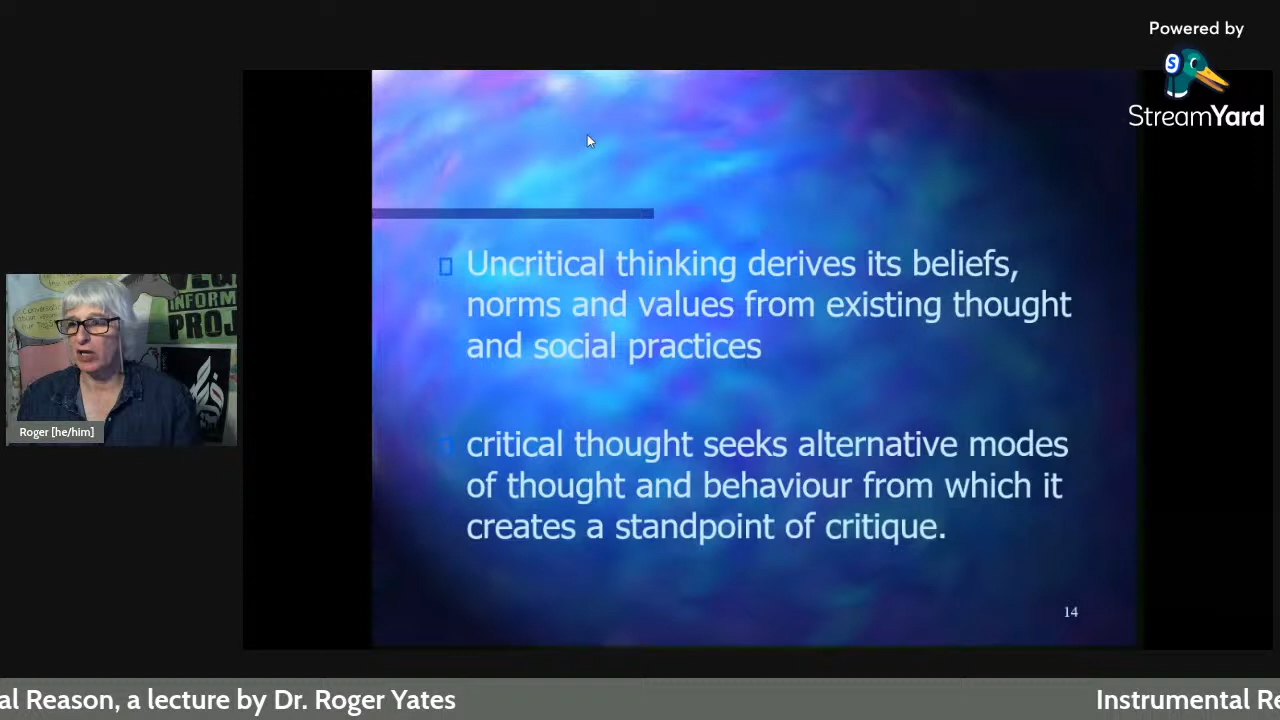 Powered by
StreamYard
Uncritical thinking derives its beliefs,
norms and values from existing thought
and social practices
critical thought seeks alternative modes
of thought and behaviour from which it
creates a standpoint of critique.
14
INFORM
PROJ
Roger [he/him]
al Reason, a lecture by Dr. Roger Yates
Instrumental Re